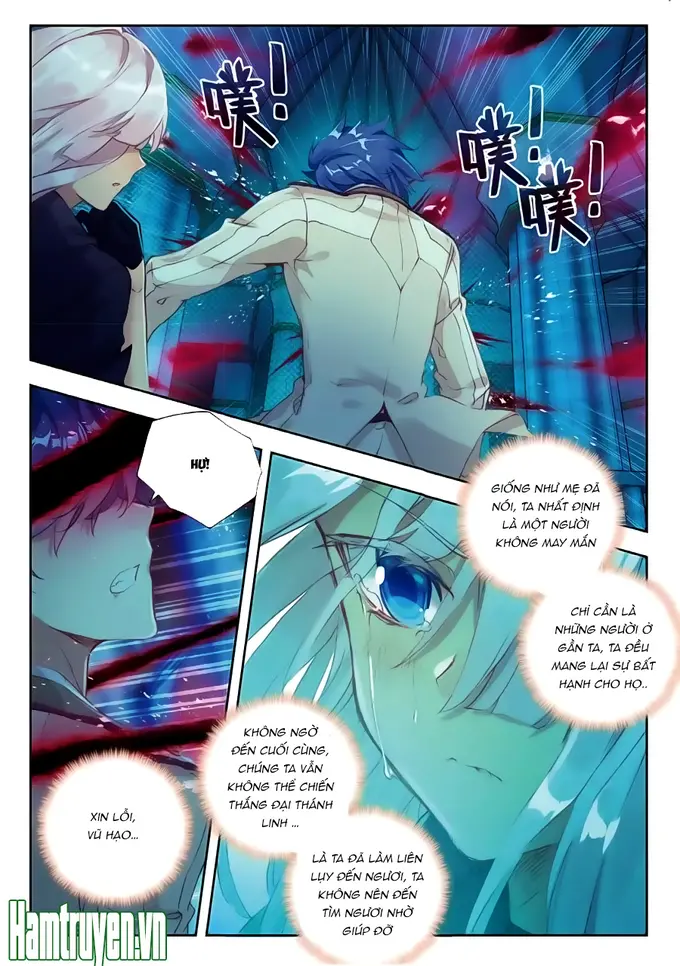 噗!
噗!
噗!
HỰ!
GIỐNG NHƯ MẸ ĐÃ
NÓI, TA NHẤT ĐỊNH
LÀ MỘT NGƯỜI
KHÔNG MAY MẮN
CHỈ CẦN LÀ
NHỮNG NGƯỜI Ở
GẦN TA, TA ĐỀU
MANG LẠI SỰ BẤT
HẠNH CHO HỌ..
KHÔNG NGỜ
ĐẾN CUỐI CÙNG,
CHÚNG TA VẪN
KHÔNG THỂ CHIẾN
THẮNG ĐẠI THÁNH
LINH ...
XIN LỖI,
VŨ HẠO...
LÀ TA ĐÃ LÀM LIÊN
LỤY ĐẾN NGƯƠI, TA
KHÔNG NÊN ĐẾN
TÌM NGƯƠI NHỜ
GIÚP ĐỠ
Hamtruyen.vn